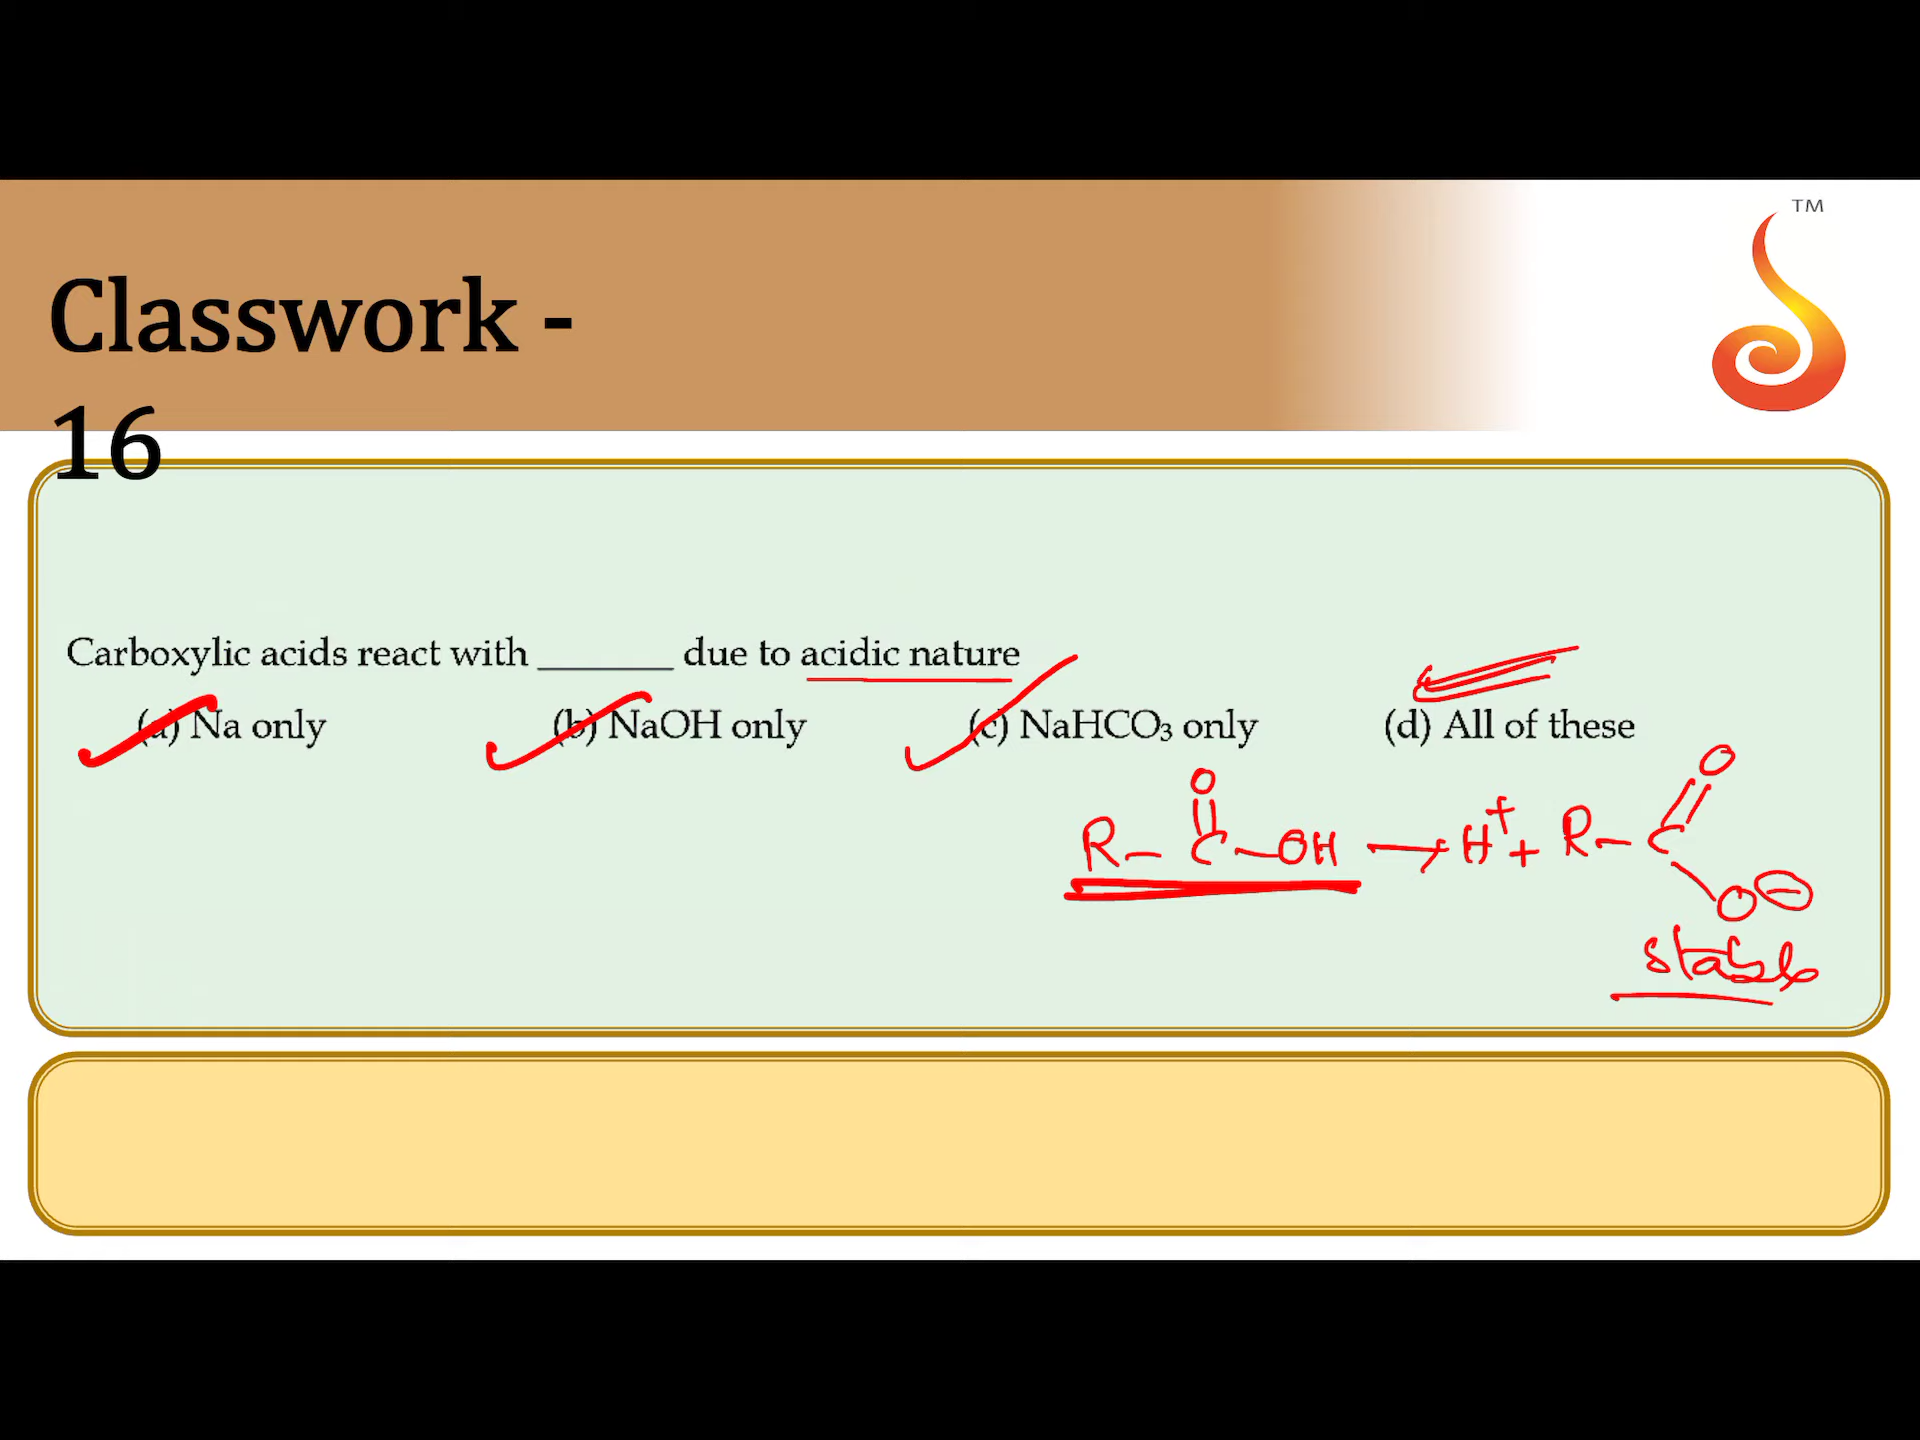 TM
Classwork -
16
Carboxylic acids react with _______ due to acidic nature
(a) Na only (b) NaOH only (c) NaHCO₃ only (d) All of these
O O
R – C – OH → H⁺ + R – C
O⊖
stable